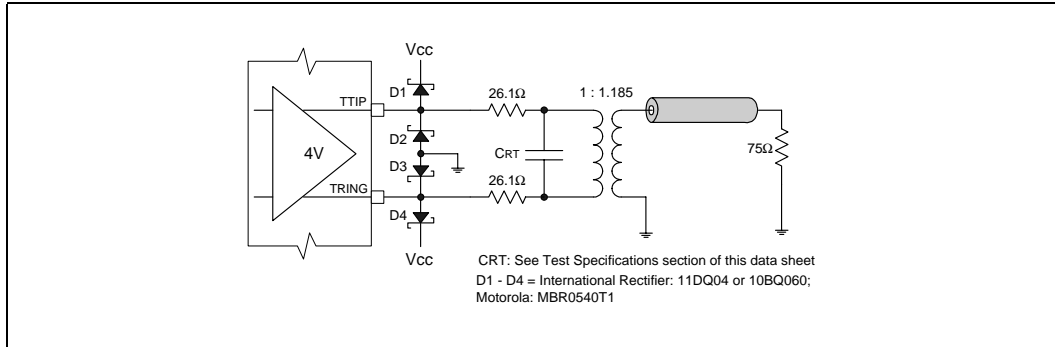 Vcc
D1
TTIP
26.1Ω
1 : 1.185
D2
4V
CRT
75Ω
D3
TRING
26.1Ω
D4
Vcc
CRT: See Test Specifications section of this data sheet
D1 - D4 = International Rectifier: 11DQ04 or 10BQ060;
Motorola: MBR0540T1